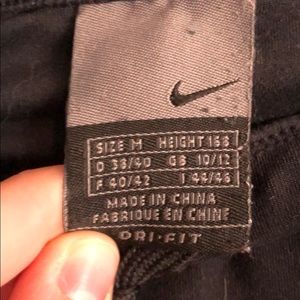 SIZE M HEIGHT 168
D 38/40 GB 10/12
F 40/42 I 44/46
MADE IN CHINA
FABRIQUE EN CHINE
DRI-FIT